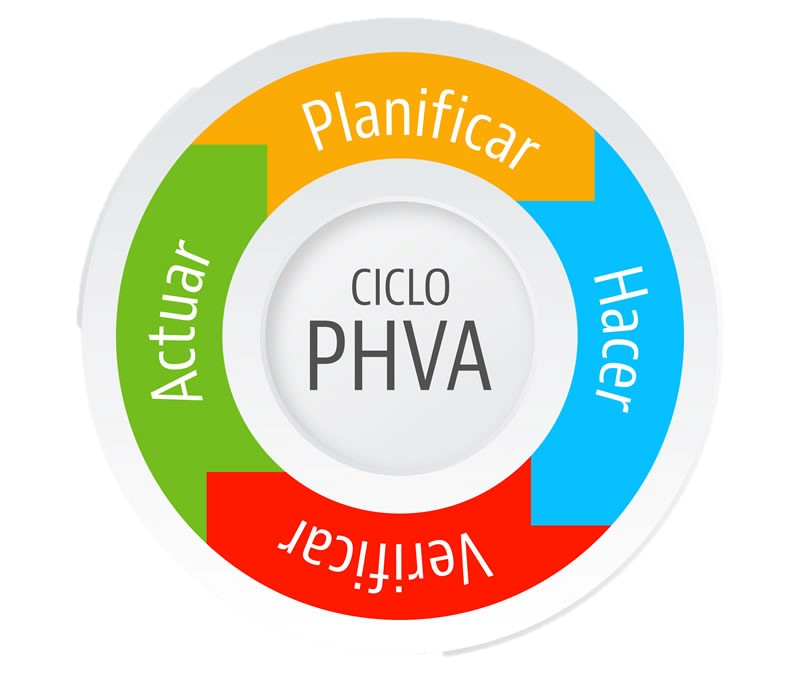 Planificar
Hacer
Verificar
Actuar
CICLO
PHVA